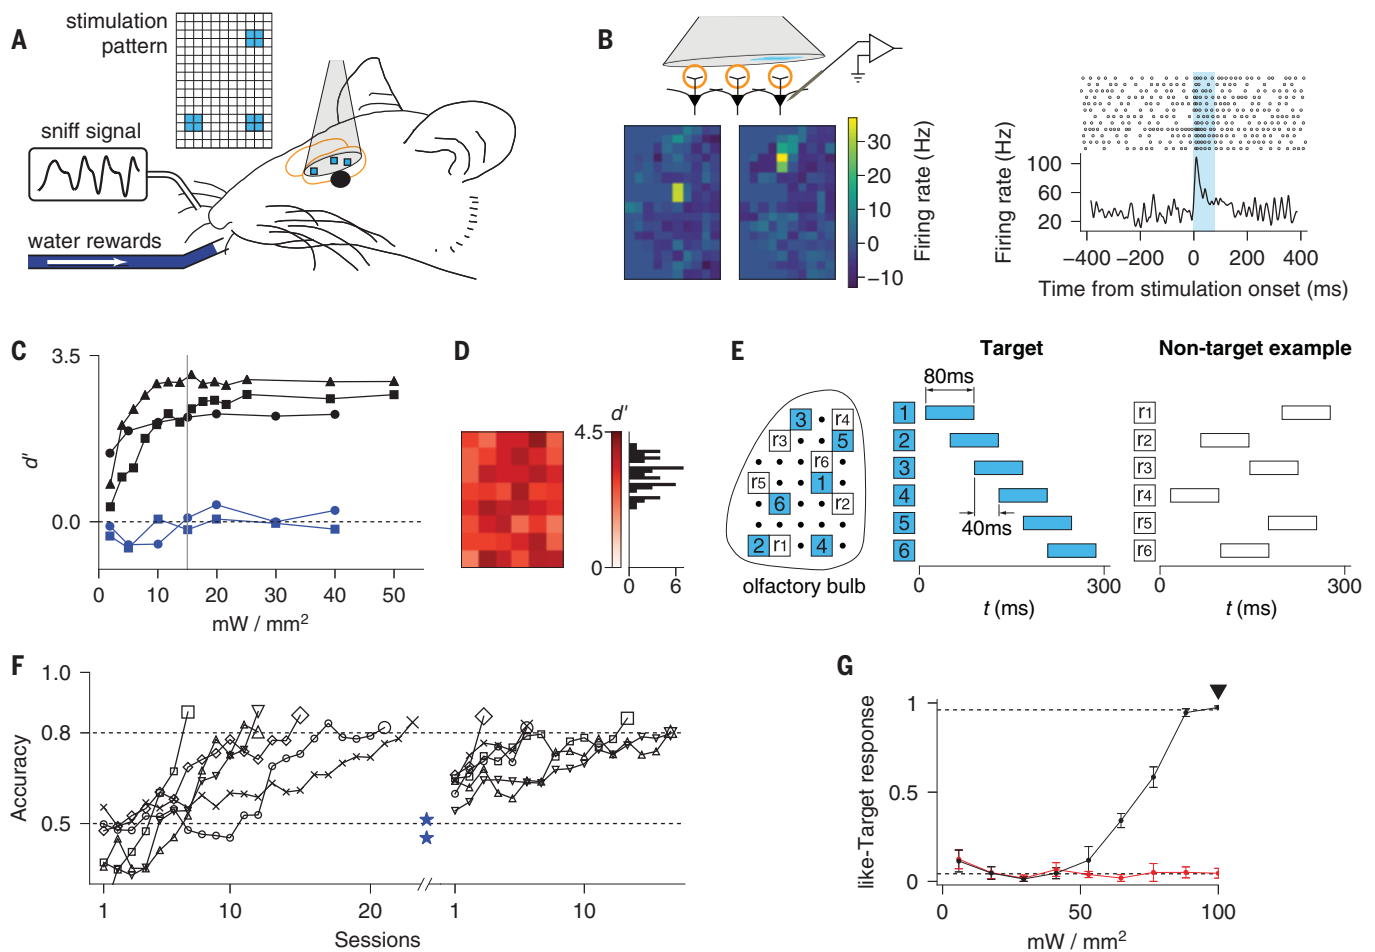 A
stimulation
pattern
sniff signal
water rewards
B
30
20
10
0
−10
Firing rate (Hz)
Firing rate (Hz)
100
60
20
−400 −200 0 200 400
Time from stimulation onset (ms)
C
3.5
d'
0.0
0 10 20 30 40 50
mW / mm2
D
d'
4.5
0
0 6
E
3 r4
r3 5
r6
r5 1
6 r2
2 r1 4
olfactory bulb
Target
80ms
1
2
3
4
5
6
40ms
0 300
t (ms)
Non-target example
r1
r2
r3
r4
r5
r6
0 300
t (ms)
F
1.0
0.8
0.5
Accuracy
1 10 20 1 10
Sessions
G
1
0.5
0
like-Target response
0 50 100
mW / mm2